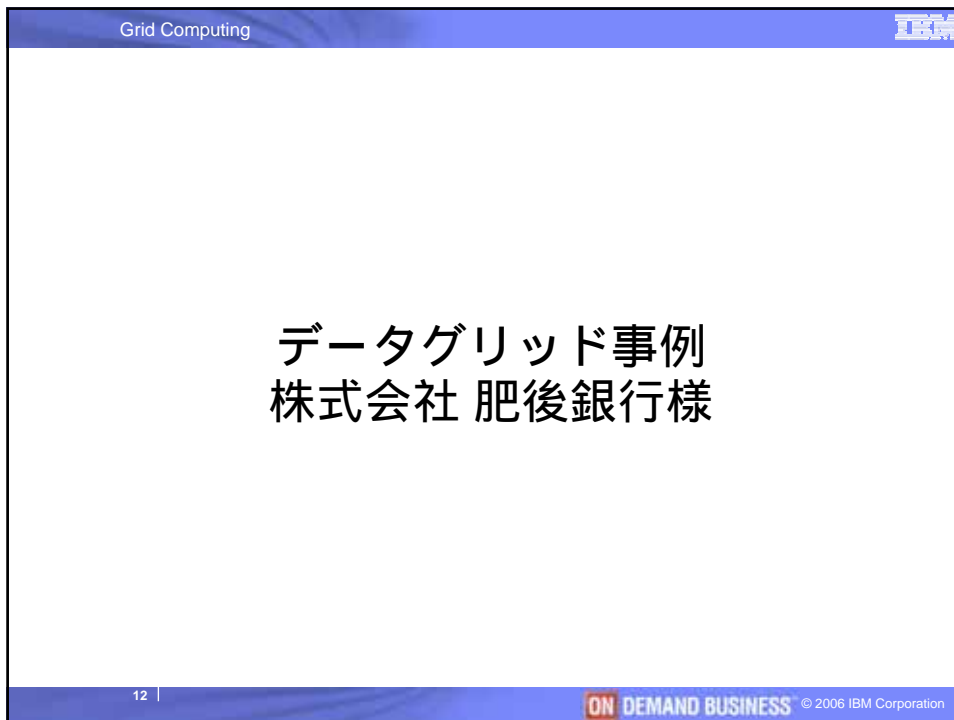 Grid Computing
IBM
データグリッド事例
株式会社 肥後銀行様
12
ON DEMAND BUSINESS™ © 2006 IBM Corporation